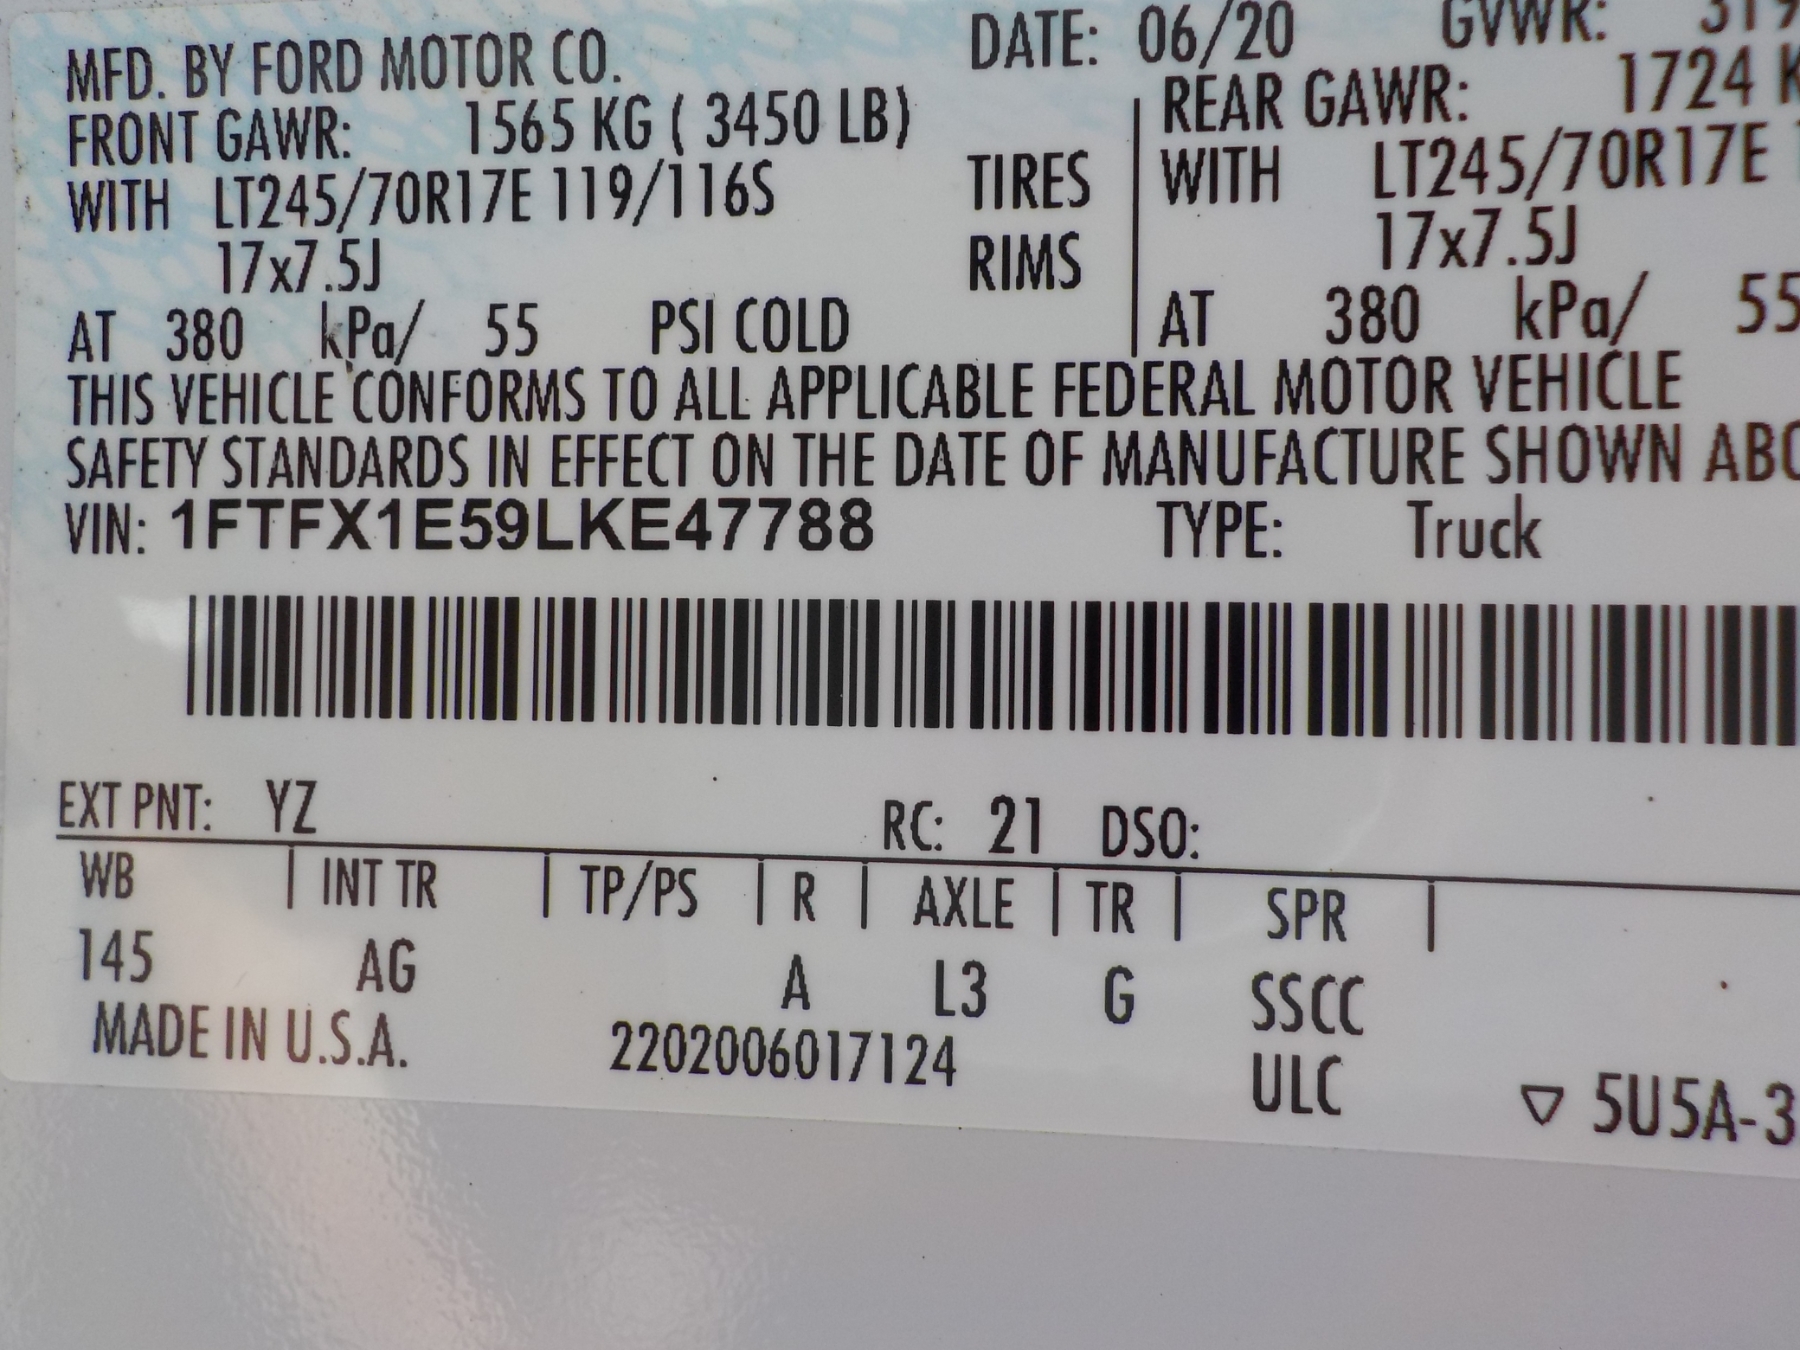 MFD. BY FORD MOTOR CO. DATE: 06/20 GVWR:
FRONT GAWR: 1565 KG ( 3450 LB) REAR GAWR: 1724
WITH LT245/70R17E 119/116S TIRES WITH LT245/70R17E
17x7.5J RIMS 17x7.5J
AT 380 kPa/ 55 PSI COLD AT 380 kPa/ 55
THIS VEHICLE CONFORMS TO ALL APPLICABLE FEDERAL MOTOR VEHICLE
SAFETY STANDARDS IN EFFECT ON THE DATE OF MANUFACTURE SHOWN
VIN: 1FTFX1E59LKE47788 TYPE: Truck
EXT PNT: YZ RC: 21 DSO:
WB | INT TR | TP/PS | R | AXLE | TR | SPR |
145 AG A L3 G SSCC
MADE IN U.S.A. 2202006017124 ULC ▽ 5U5A-3